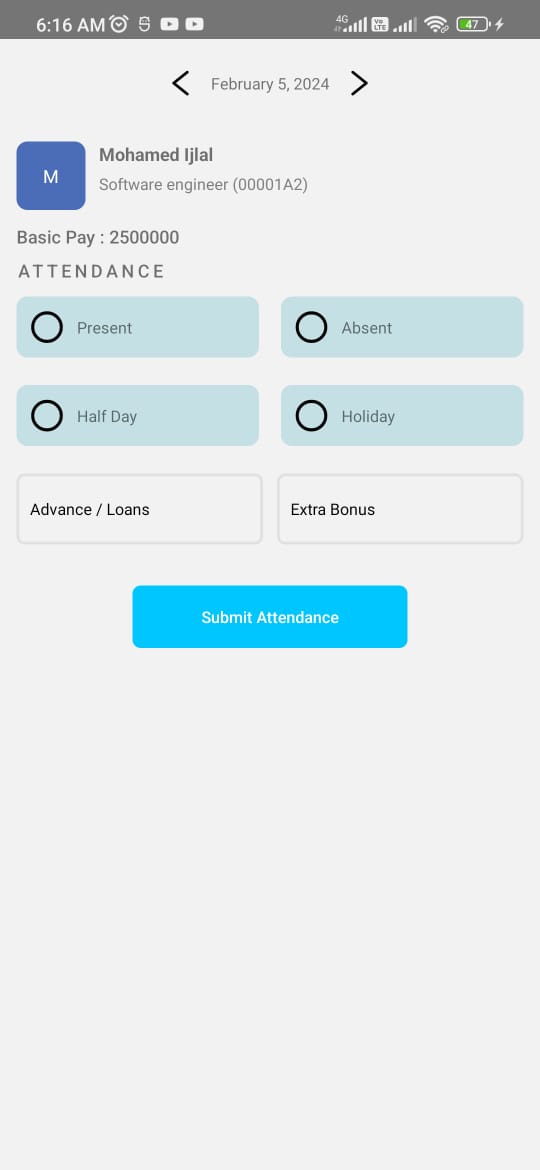 6:16 AM 4G Vo LTE 47
February 5, 2024
M
Mohamed Ijlal
Software engineer (00001A2)
Basic Pay : 2500000
ATTENDANCE
Present Absent
Half Day Holiday
Advance / Loans Extra Bonus
Submit Attendance